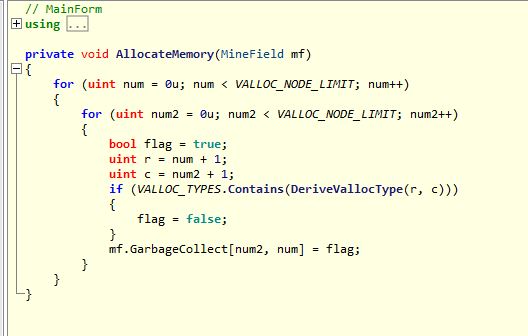 // MainForm
using ...
private void AllocateMemory(MineField mf)
{
    for (uint num = 0u; num < VALLOC_NODE_LIMIT; num++)
    {
        for (uint num2 = 0u; num2 < VALLOC_NODE_LIMIT; num2++)
        {
            bool flag = true;
            uint r = num + 1;
            uint c = num2 + 1;
            if (VALLOC_TYPES.Contains(DeriveVallocType(r, c)))
            {
                flag = false;
            }
            mf.GarbageCollect[num2, num] = flag;
        }
    }
}